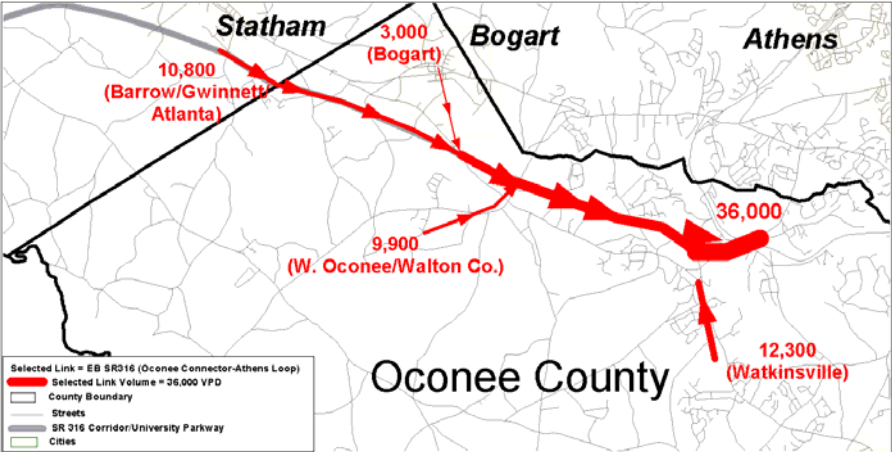 Statham
3,000
(Bogart)
Bogart
Athens
10,800
(Barrow/Gwinnett/
Atlanta)
36,000
9,900
(W. Oconee/Walton Co.)
12,300
(Watkinsville)
Oconee County
Selected Link = EB SR316 (Oconee Connector-Athens Loop)
Selected Link Volume = 36,000 VPD
County Boundary
Streets
SR 316 Corridor/University Parkway
Cities